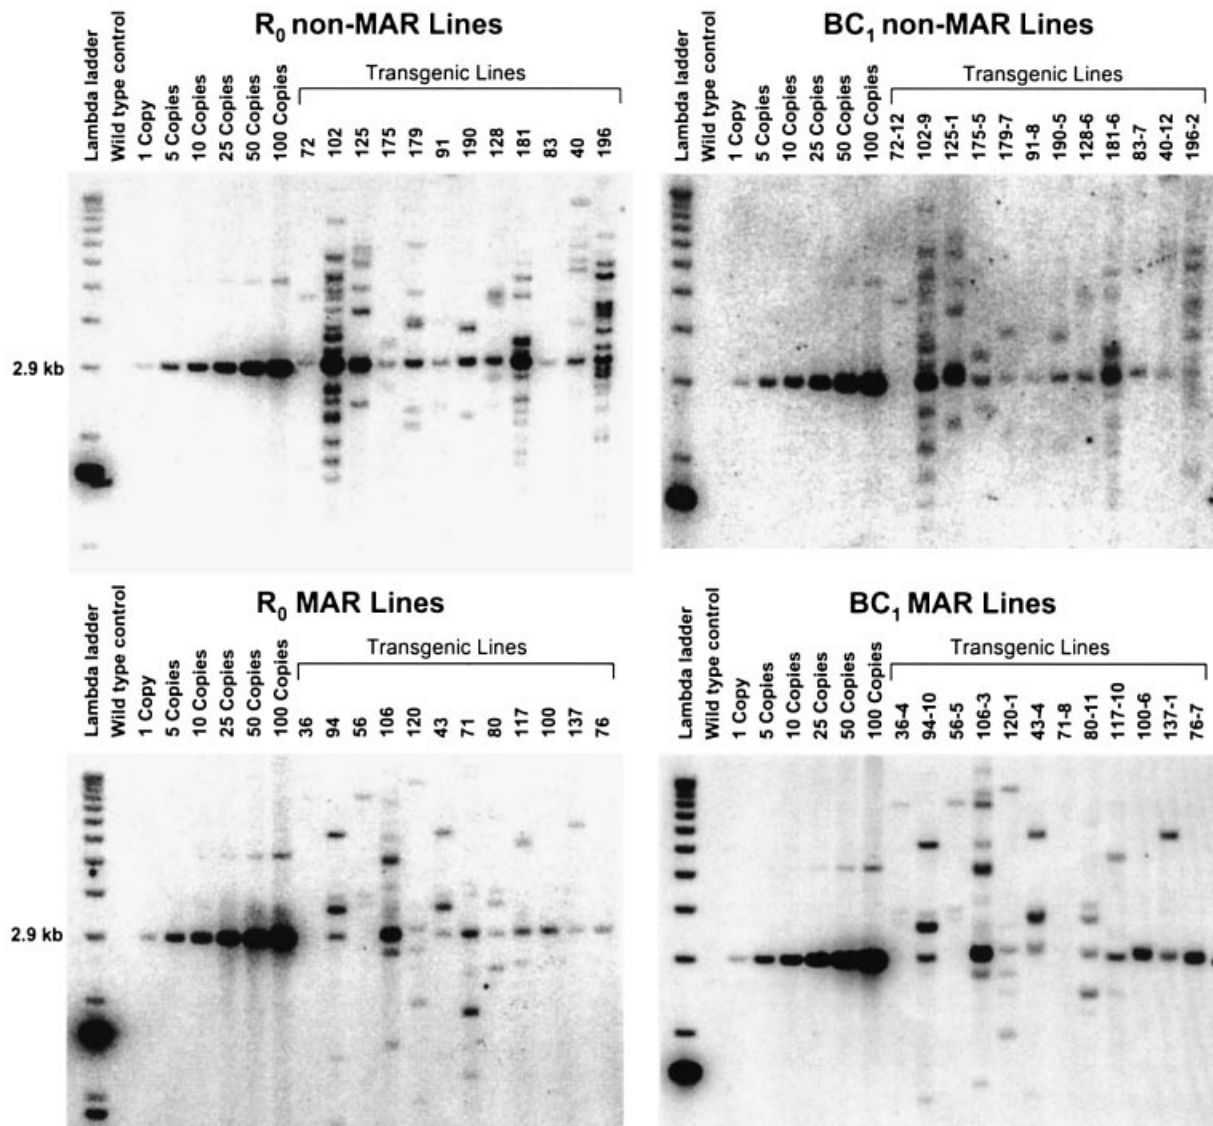 R0 non-MAR Lines
Transgenic Lines
Lambda ladder
Wild type control
1 Copy
5 Copies
10 Copies
25 Copies
50 Copies
100 Copies
72
102
125
175
179
91
190
128
181
83
40
196
2.9 kb
BC1 non-MAR Lines
Transgenic Lines
Lambda ladder
Wild type control
1 Copy
5 Copies
10 Copies
25 Copies
50 Copies
100 Copies
72-12
102-9
125-1
175-5
179-7
91-8
190-5
128-6
181-6
83-7
40-12
196-2
R0 MAR Lines
Transgenic Lines
Lambda ladder
Wild type control
1 Copy
5 Copies
10 Copies
25 Copies
50 Copies
100 Copies
36
94
56
106
120
43
71
80
117
100
137
76
2.9 kb
BC1 MAR Lines
Transgenic Lines
Lambda ladder
Wild type control
1 Copy
5 Copies
10 Copies
25 Copies
50 Copies
100 Copies
36-4
94-10
56-5
106-3
120-1
43-4
71-8
80-11
117-10
100-6
137-1
76-7